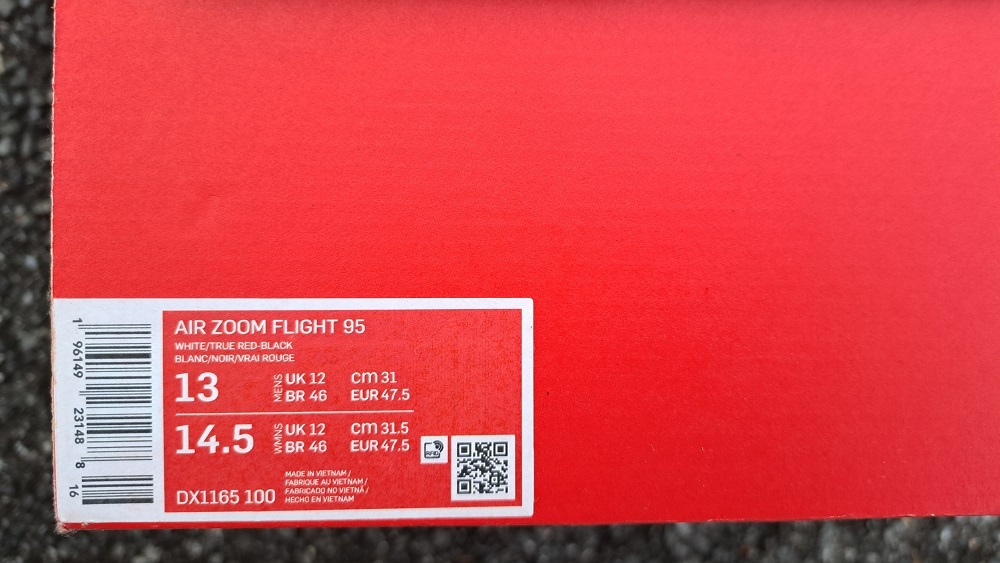 AIR ZOOM FLIGHT 95
WHITE/TRUE RED-BLACK
BLANC/NOIR/VRAI ROUGE
13 MENS UK 12 cm 31
BR 46 EUR 47.5
14.5 WMNS UK 12 cm 31.5
BR 46 EUR 47.5
RFID
DX1165 100
MADE IN VIETNAM /
FABRIQUE AU VIETNAM /
FABRICADO NO VIETNÃ /
HECHO EN VIETNAM
1 96149 23148 8 16